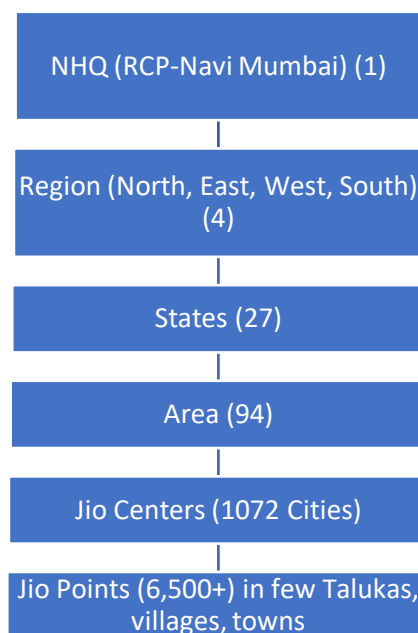 NHQ (RCP-Navi Mumbai) (1)
Region (North, East, West, South)
(4)
States (27)
Area (94)
Jio Centers (1072 Cities)
Jio Points (6,500+) in few Talukas,
villages, towns